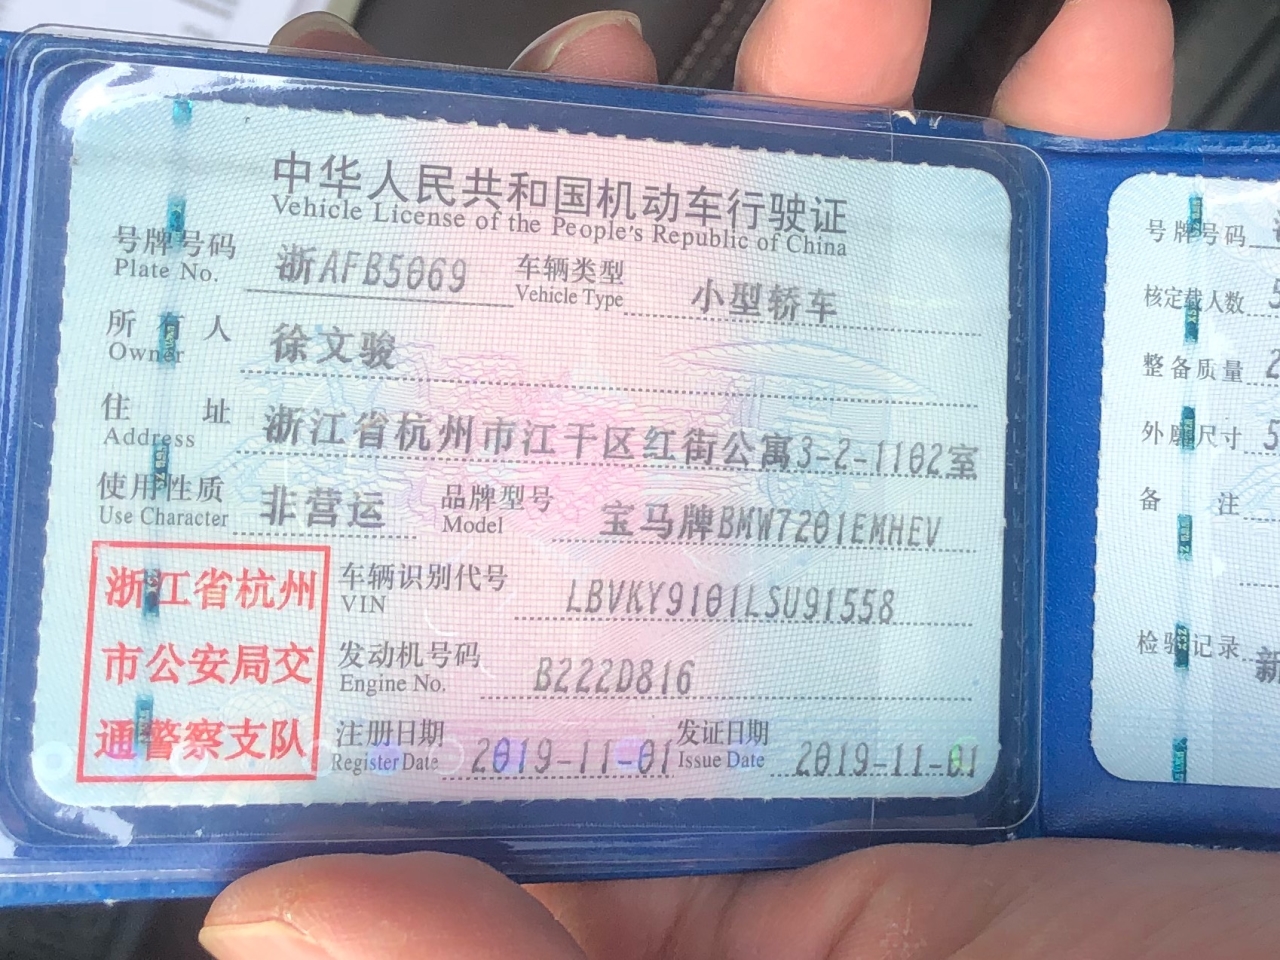 中华人民共和国机动车行驶证
Vehicle License of the People's Republic of China
号牌号码 浙AFB5069 车辆类型 小型轿车
Plate No. Vehicle Type
所有人 徐文骏
Owner
住址 浙江省杭州市江干区红街公寓3-2-1102室
Address
使用性质 非营运 品牌型号 宝马牌BMW7201EMHEV
Use Character Model
浙江省杭州
市公安局交
通警察支队
车辆识别代号 LBVKY9101LSU91558
VIN
发动机号码 B222D816
Engine No.
注册日期 2019-11-01 发证日期 2019-11-01
Register Date Issue Date
号牌号码
核定载人数 5
整备质量 2
外廓尺寸 5
备注
检验记录 新